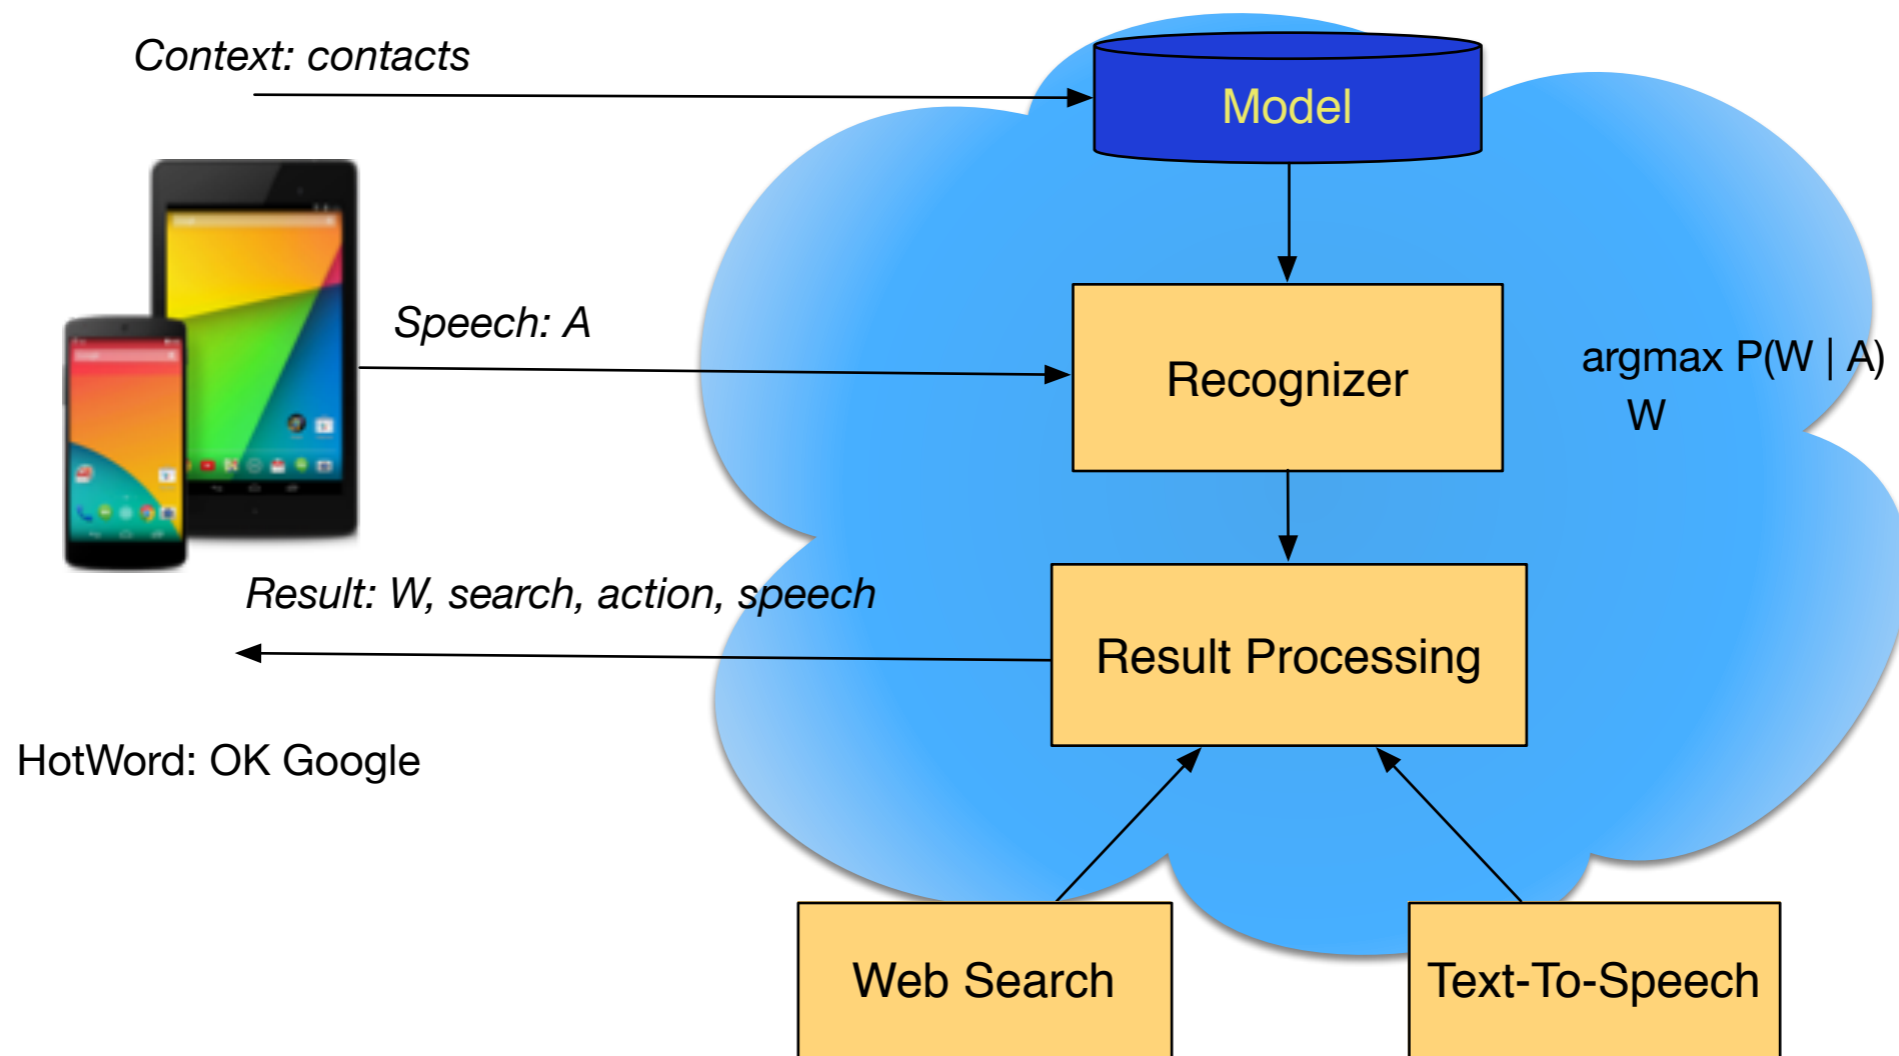 Context: contacts
Model
Speech: A
Recognizer
argmax P(W | A)
W
Result: W, search, action, speech
Result Processing
HotWord: OK Google
Web Search
Text-To-Speech